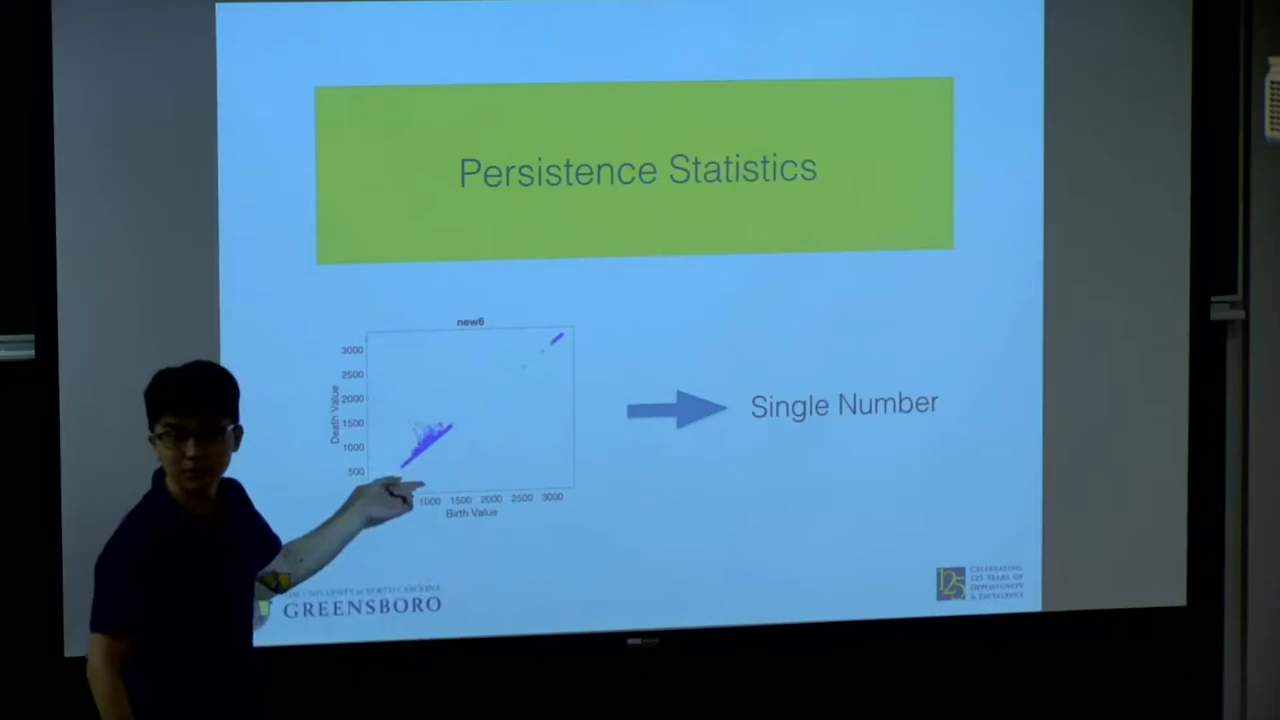 Persistence Statistics
new6
3000
2500
2000
1500
1000
500
Death Value
1000 1500 2000 2500 3000
Birth Value
Single Number
THE UNIVERSITY of NORTH CAROLINA
GREENSBORO
125
CELEBRATING
125 YEARS OF
OPPORTUNITY
& EXCELLENCE